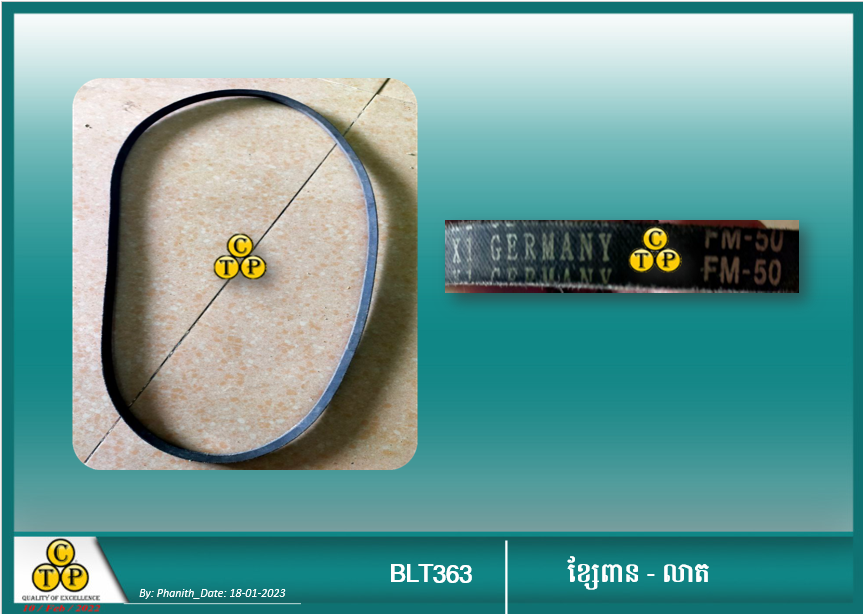 C
T P
X1 GERMANY
X1 GERMANY
C
T P
FM-50
FM-50
C
T P
QUALITY OF EXCELLENCE
By: Phanith_Date: 18-01-2023
BLT363
ខ្សែពាន - លាត